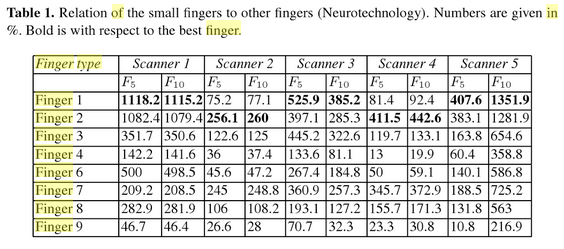 Table 1. Relation of the small fingers to other fingers (Neurotechnology). Numbers are given in
%. Bold is with respect to the best finger.
Finger type Scanner 1 Scanner 2 Scanner 3 Scanner 4 Scanner 5
F5 F10 F5 F10 F5 F10 F5 F10 F5 F10
Finger 1 1118.2 1115.2 75.2 77.1 525.9 385.2 81.4 92.4 407.6 1351.9
Finger 2 1082.4 1079.4 256.1 260 397.1 285.3 411.5 442.6 383.1 1281.9
Finger 3 351.7 350.6 122.6 125 445.2 322.6 119.7 133.1 163.8 654.6
Finger 4 142.2 141.6 36 37.4 133.6 81.1 13 19.9 60.4 358.8
Finger 6 500 498.5 45.6 47.2 267.4 184.8 50 59.1 140.1 586.8
Finger 7 209.2 208.5 245 248.8 360.9 257.3 345.7 372.9 188.5 725.2
Finger 8 282.9 281.9 106 108.2 193.1 127.2 155.7 171.3 131.8 563
Finger 9 46.7 46.4 26.6 28 70.7 32.3 23.3 30.8 10.8 216.9